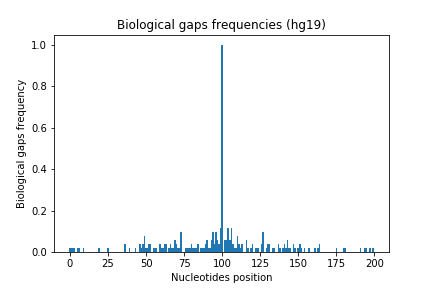 Biological gaps frequencies (hg19)
1.0
0.8
0.6
0.4
0.2
0.0
Biological gaps frequency
0 25 50 75 100 125 150 175 200
Nucleotides position